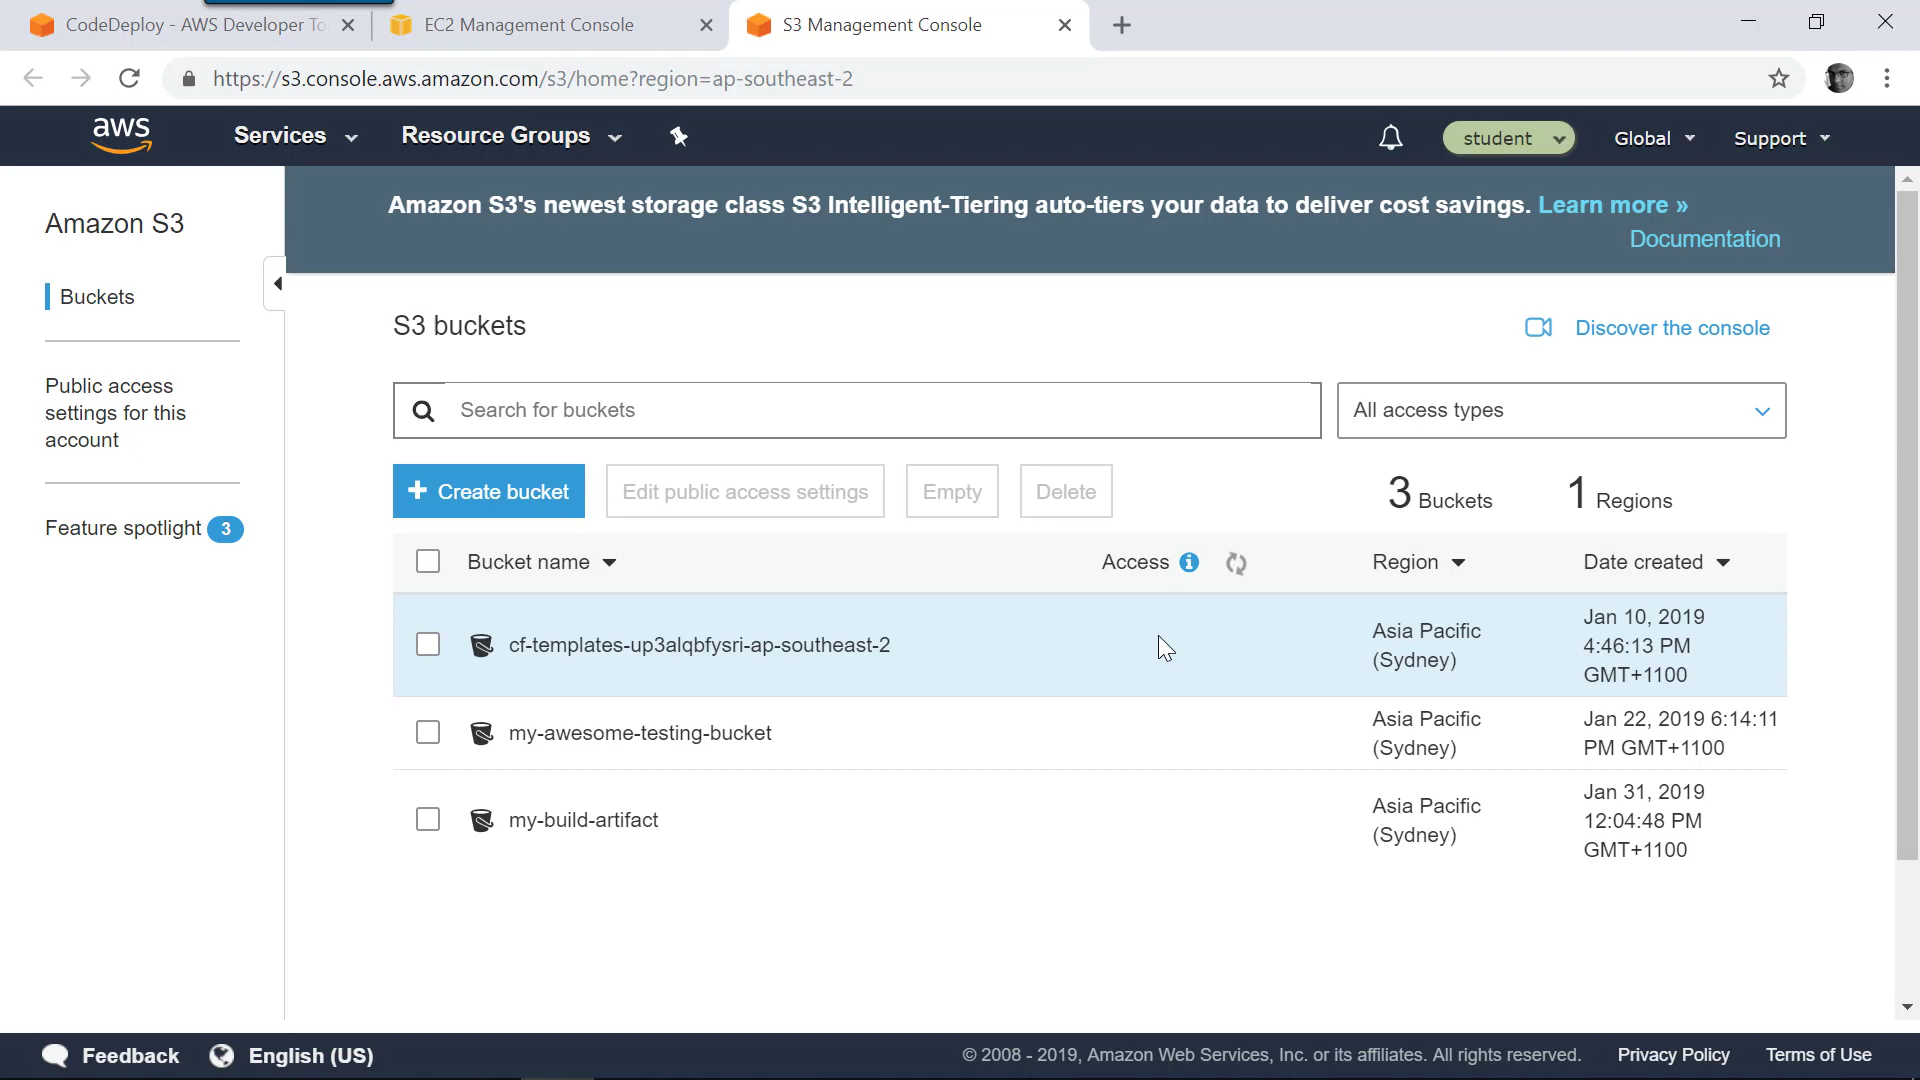 CodeDeploy - AWS Developer To
EC2 Management Console
S3 Management Console
https://s3.console.aws.amazon.com/s3/home?region=ap-southeast-2
aws
Services
Resource Groups
student
Global
Support
Amazon S3
Buckets
Public access
settings for this
account
Feature spotlight 3
Amazon S3's newest storage class S3 Intelligent-Tiering auto-tiers your data to deliver cost savings. Learn more »
Documentation
S3 buckets
Discover the console
Search for buckets
All access types
+ Create bucket
Edit public access settings
Empty
Delete
3 Buckets
1 Regions
Bucket name
Access
Region
Date created
cf-templates-up3alqbfysri-ap-southeast-2
Asia Pacific
(Sydney)
Jan 10, 2019
4:46:13 PM
GMT+1100
my-awesome-testing-bucket
Asia Pacific
(Sydney)
Jan 22, 2019 6:14:11
PM GMT+1100
my-build-artifact
Asia Pacific
(Sydney)
Jan 31, 2019
12:04:48 PM
GMT+1100
Feedback
English (US)
© 2008 - 2019, Amazon Web Services, Inc. or its affiliates. All rights reserved.
Privacy Policy
Terms of Use